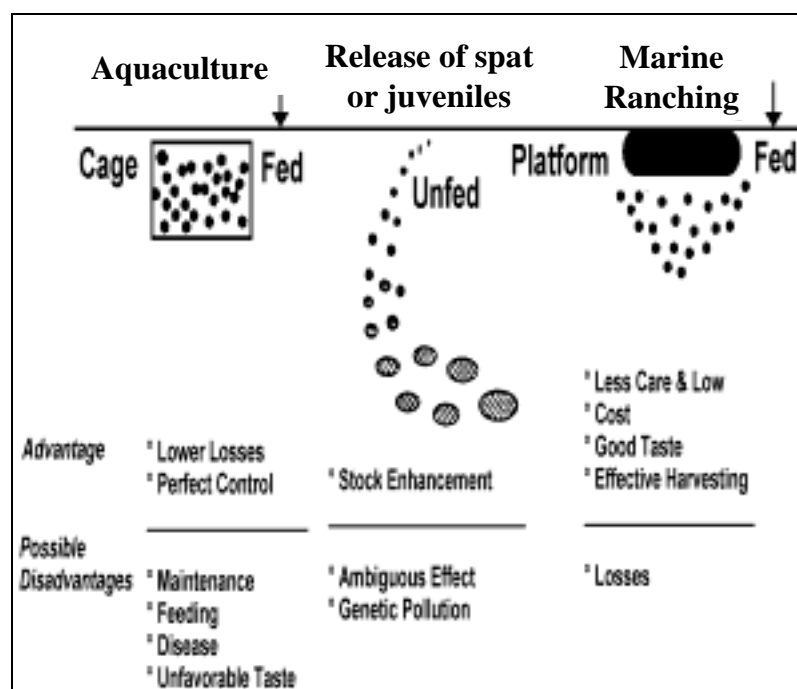 Aquaculture
Release of spat
or juveniles
Marine
Ranching
Cage
Fed
Unfed
Platform
Fed
Advantage
* Lower Losses
* Perfect Control
* Stock Enhancement
* Less Care & Low
* Cost
* Good Taste
* Effective Harvesting
Possible
Disadvantages
* Maintenance
* Feeding
* Disease
* Unfavorable Taste
* Ambiguous Effect
* Genetic Pollution
* Losses